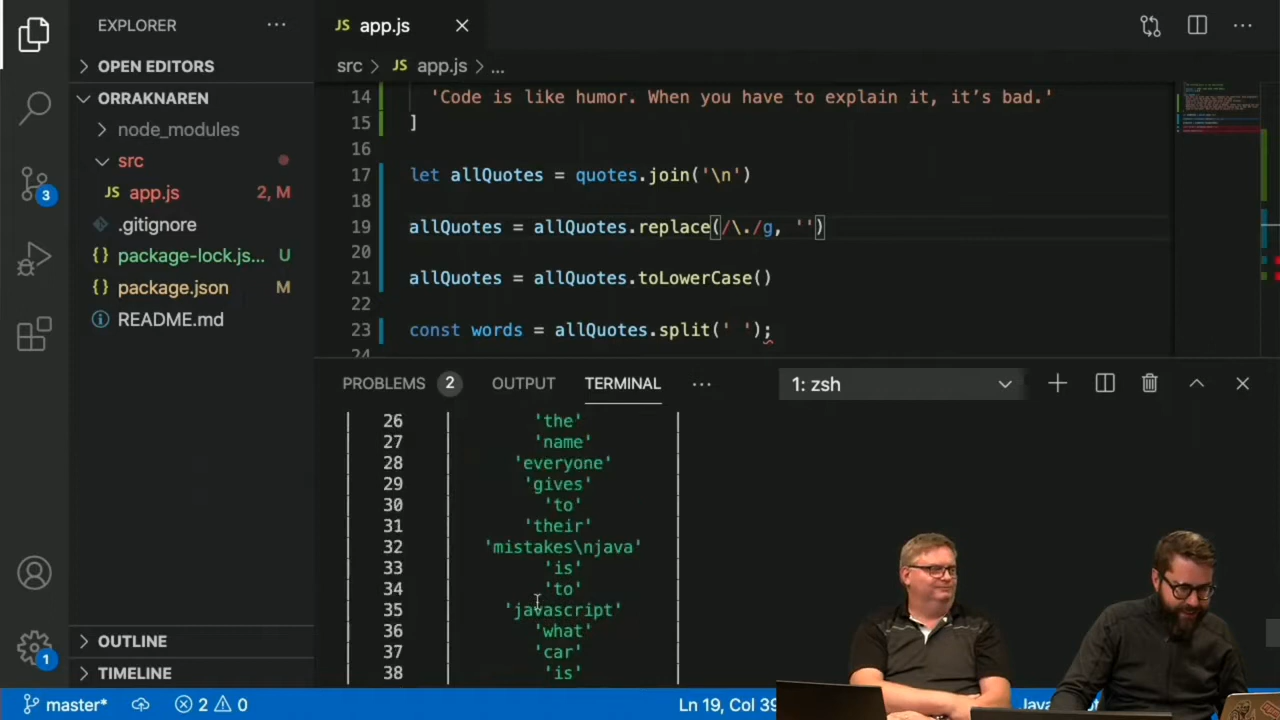 EXPLORER
OPEN EDITORS
ORRAKNAREN
node_modules
src
JS app.js 2, M
.gitignore
{} package-lock.js... U
{} package.json M
README.md
OUTLINE
TIMELINE
3
1
JS app.js
src > JS app.js > ...
14 'Code is like humor. When you have to explain it, it’s bad.'
15 ]
16
17 let allQuotes = quotes.join('\n')
18
19 allQuotes = allQuotes.replace(/\./g, '')
20
21 allQuotes = allQuotes.toLowerCase()
22
23 const words = allQuotes.split(' ');
24
PROBLEMS 2 OUTPUT TERMINAL ... 1: zsh
26 'the'
27 'name'
28 'everyone'
29 'gives'
30 'to'
31 'their'
32 'mistakes\njava'
33 'is'
34 'to'
35 'javascript'
36 'what'
37 'car'
38 'is'
master* 2 0 Ln 19, Col 39